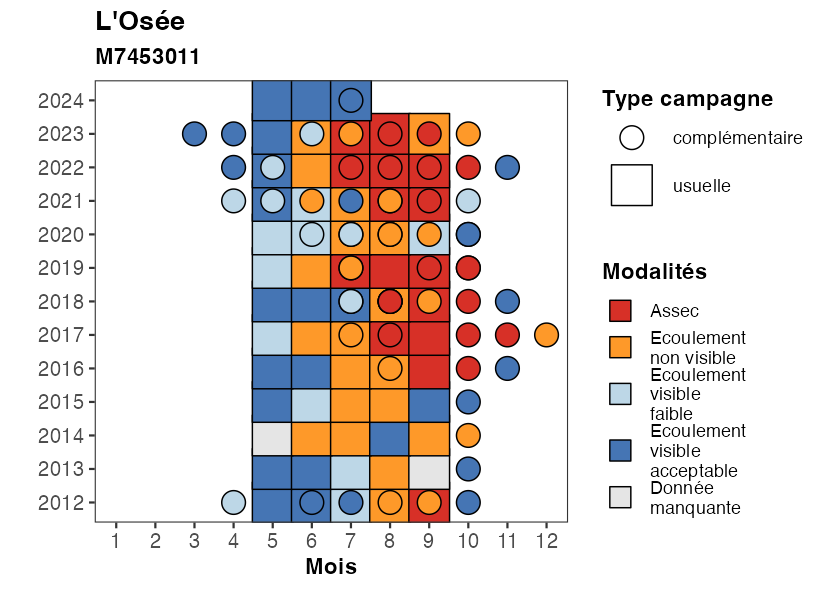 L'Osée
M7453011
2024
2023
2022
2021
2020
2019
2018
2017
2016
2015
2014
2013
2012
1 2 3 4 5 6 7 8 9 10 11 12
Mois
Type campagne
complémentaire
usuelle
Modalités
Assec
Ecoulement
non visible
Ecoulement
visible
faible
Ecoulement
visible
acceptable
Donnée
manquante